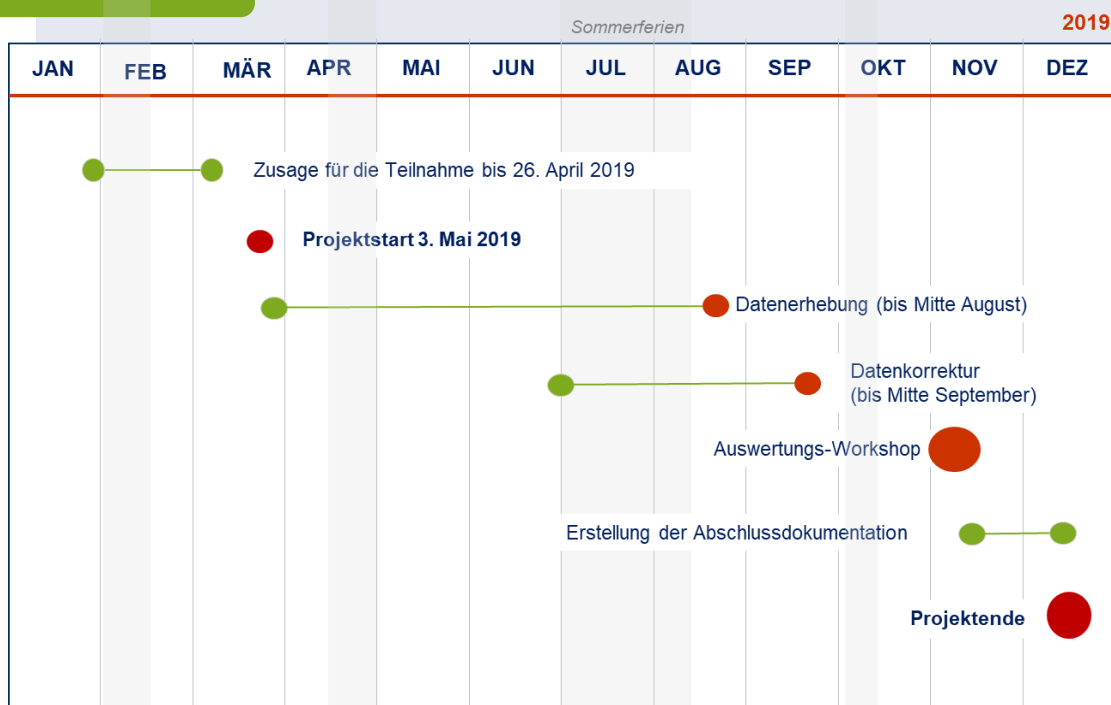 Sommerferien
2019
JAN FEB MÄR APR MAI JUN JUL AUG SEP OKT NOV DEZ
Zusage für die Teilnahme bis 26. April 2019
Projektstart 3. Mai 2019
Datenerhebung (bis Mitte August)
Datenkorrektur
(bis Mitte September)
Auswertungs-Workshop
Erstellung der Abschlussdokumentation
Projektende